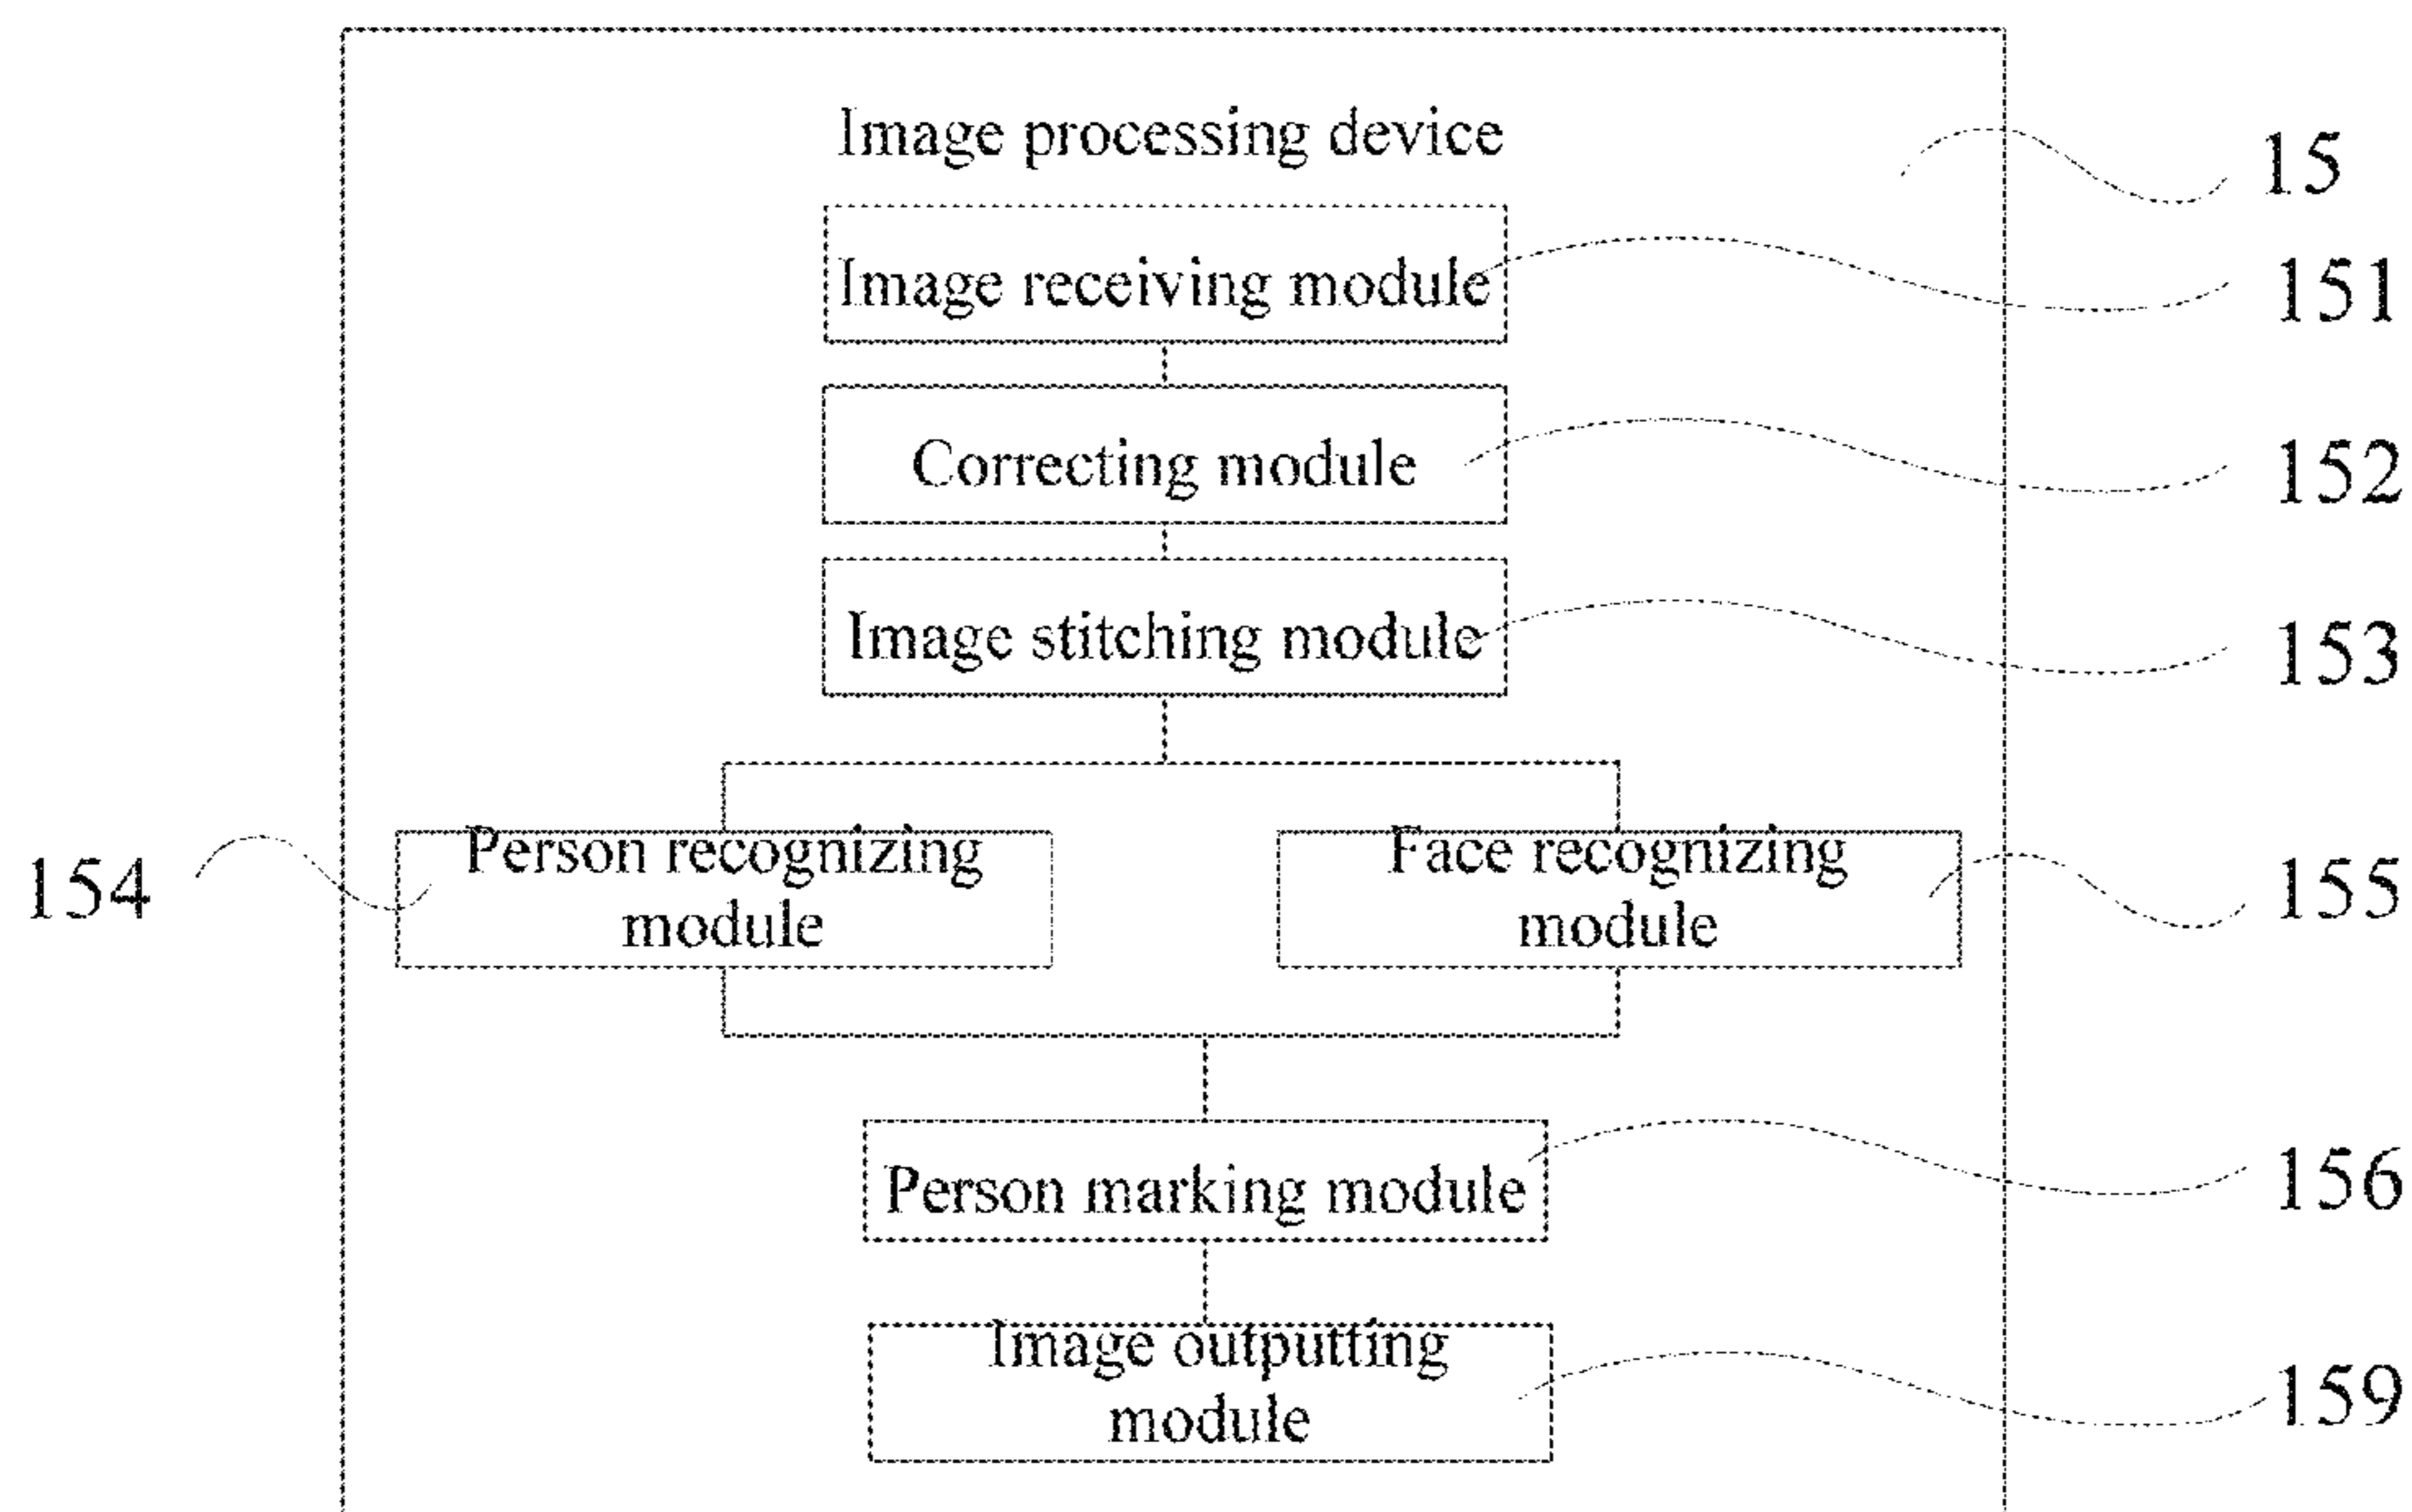 Image processing device
15
Image receiving module
151
Correcting module
152
Image stitching module
153
154
Person recognizing
module
Face recognizing
module
155
Person marking module
156
Image outputting
module
159